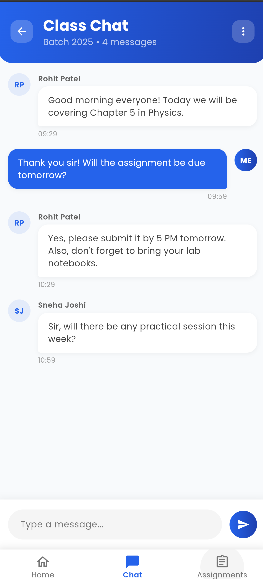 Class Chat
Batch 2025 • 4 messages
Rohit Patel
RP
Good morning everyone! Today we will be
covering Chapter 5 in Physics.
09:29
Thank you sir! Will the assignment be due
tomorrow?
ME
09:59
Rohit Patel
RP
Yes, please submit it by 5 PM tomorrow.
Also, don't forget to bring your lab
notebooks.
10:29
Sneha Joshi
SJ
Sir, will there be any practical session this
week?
10:59
Type a message...
Home
Chat
Assignments